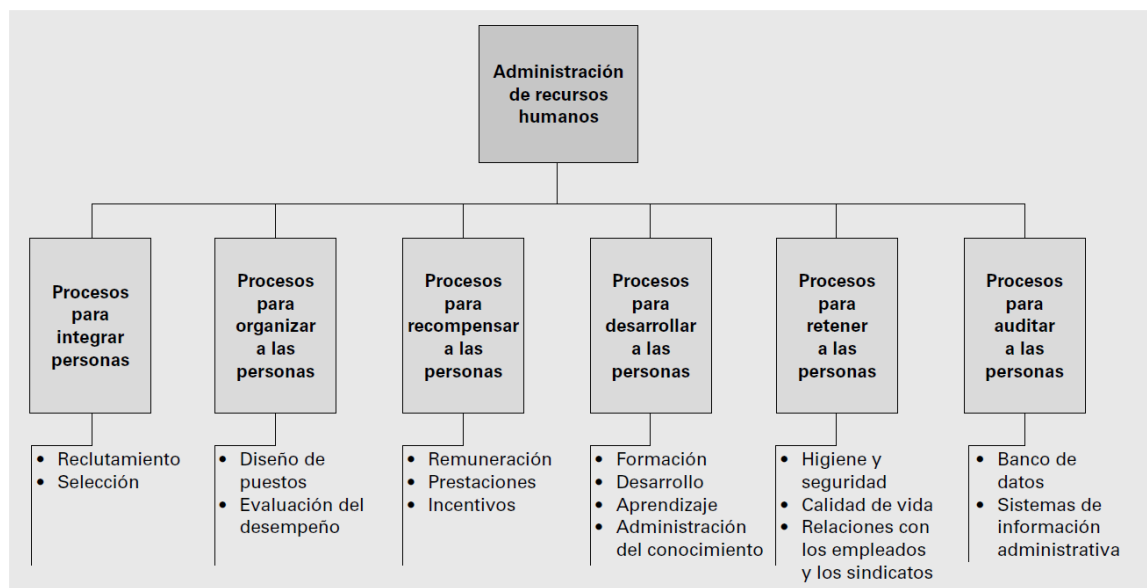 Administración
de recursos
humanos
Procesos
para
integrar
personas
Procesos
para
organizar
a las
personas
Procesos
para
recompensar
a las
personas
Procesos
para
desarrollar
a las
personas
Procesos
para
retener
a las
personas
Procesos
para
auditar
a las
personas
• Reclutamiento
• Selección
• Diseño de
puestos
• Evaluación del
desempeño
• Remuneración
• Prestaciones
• Incentivos
• Formación
• Desarrollo
• Aprendizaje
• Administración
del conocimiento
• Higiene y
seguridad
• Calidad de vida
• Relaciones con
los empleados
y los sindicatos
• Banco de
datos
• Sistemas de
información
administrativa